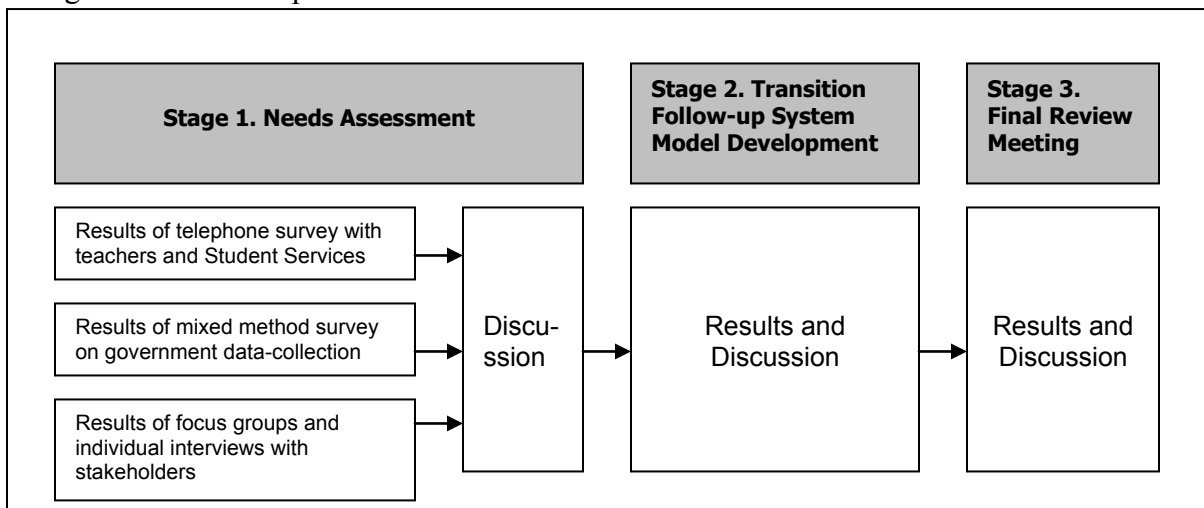 Stage 1. Needs Assessment
Stage 2. Transition
Follow-up System
Model Development
Stage 3.
Final Review
Meeting
Results of telephone survey with
teachers and Student Services
Results of mixed method survey
on government data-collection
Results of focus groups and
individual interviews with
stakeholders
Discu-
ssion
Results and
Discussion
Results and
Discussion